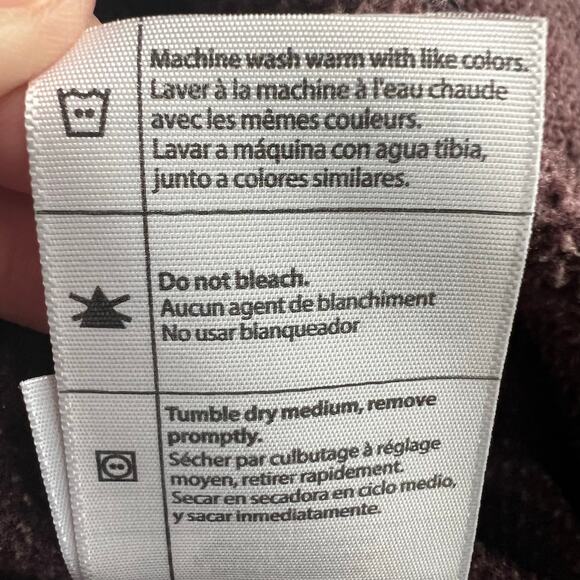 Machine wash warm with like colors.
Laver à la machine à l'eau chaude
avec les mêmes couleurs.
Lavar a máquina con agua tibia,
junto a colores similares.
Do not bleach.
Aucun agent de blanchiment
No usar blanqueador
Tumble dry medium, remove
promptly.
Sécher par culbutage à réglage
moyen, retirer rapidement.
Secar en secadora en ciclo medio,
y sacar inmediatamente.